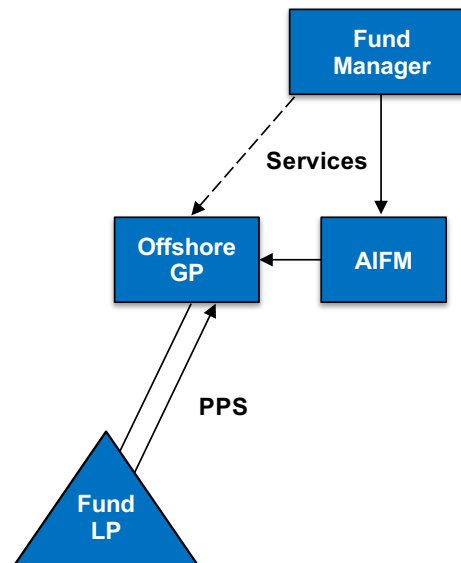 Fund
Manager
Services
Offshore
GP
AIFM
PPS
Fund
LP